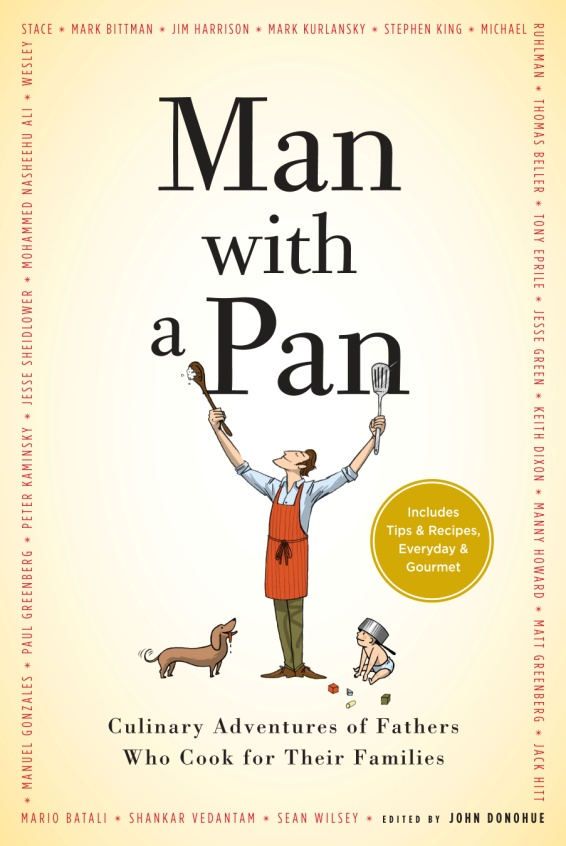 STACE * MARK BITTMAN * JIM HARRISON * MARK KURLANSKY * STEPHEN KING * MICHAEL
RUHLMAN * THOMAS BELLER * TONY EPRILE * JESSE GREEN * KEITH DIXON * MANNY HOWARD * MATT GREENBERG * JACK HITT
Man
with
a Pan
Includes
Tips & Recipes,
Everyday &
Gourmet
Culinary Adventures of Fathers
Who Cook for Their Families
* MANUEL GONZALES * PAUL GREENBERG * PETER KAMINSKY * JESSE SHEIDLOWER * MOHAMMED NASEEHU ALI * WESLEY
MARIO BATALI * SHANKAR VEDANTAM * SEAN WILSEY * EDITED BY JOHN DONOHUE